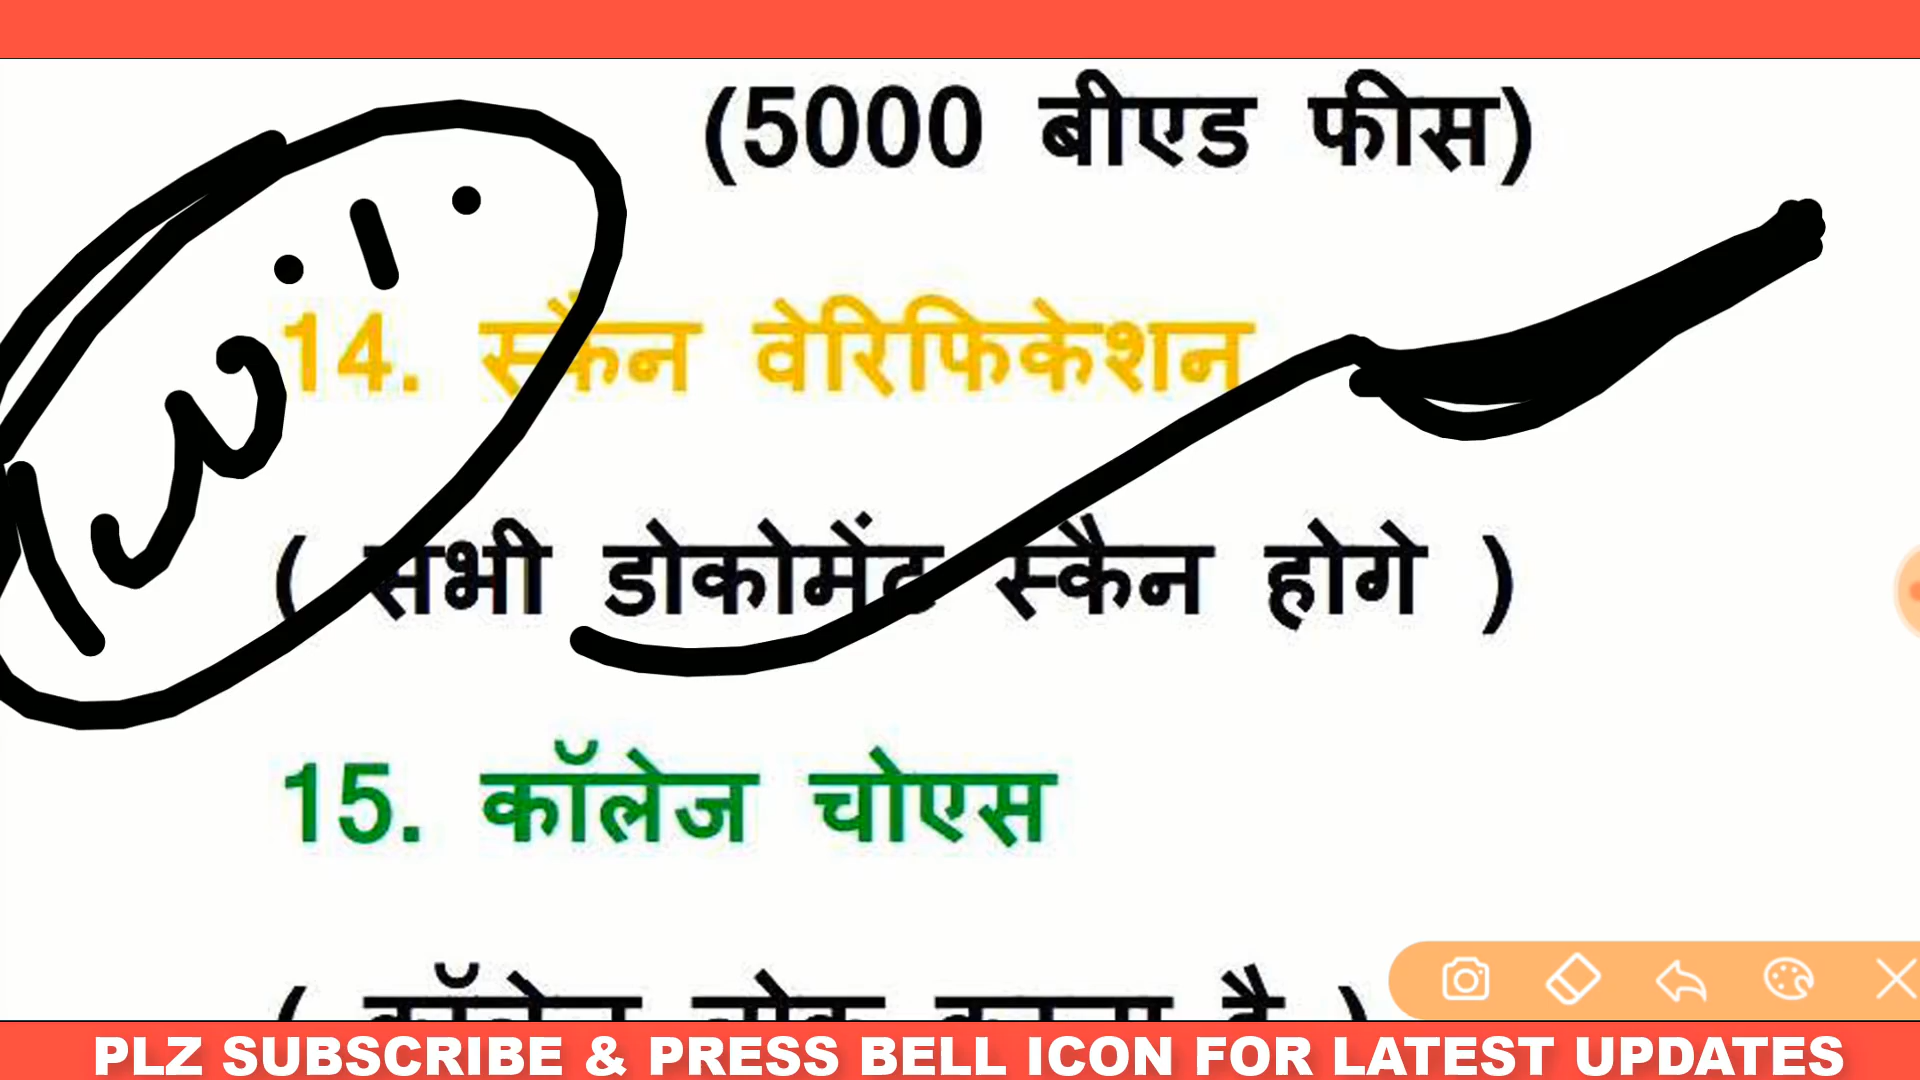 (5000 बीएड फीस)
14. स्कैन वेरिफिकेशन
( सभी डोकोमेंट स्कैन होगे )
15. कॉलेज चोएस
( कॉलेज
है )
PLZ SUBSCRIBE & PRESS BELL ICON FOR LATEST UPDATES